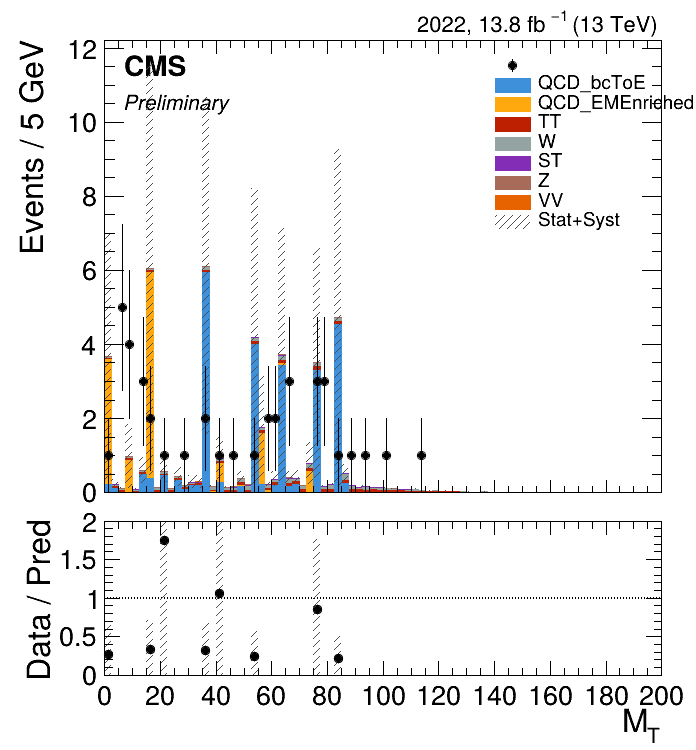 2022, 13.8 fb⁻¹ (13 TeV)
CMS
Preliminary
Events / 5 GeV
12
10
8
6
4
2
0
QCD_bcToE
QCD_EMEnriehed
TT
W
ST
Z
VV
Stat+Syst
Data / Pred
2
1.5
1
0.5
0
0 20 40 60 80 100 120 140 160 180 200
M_T